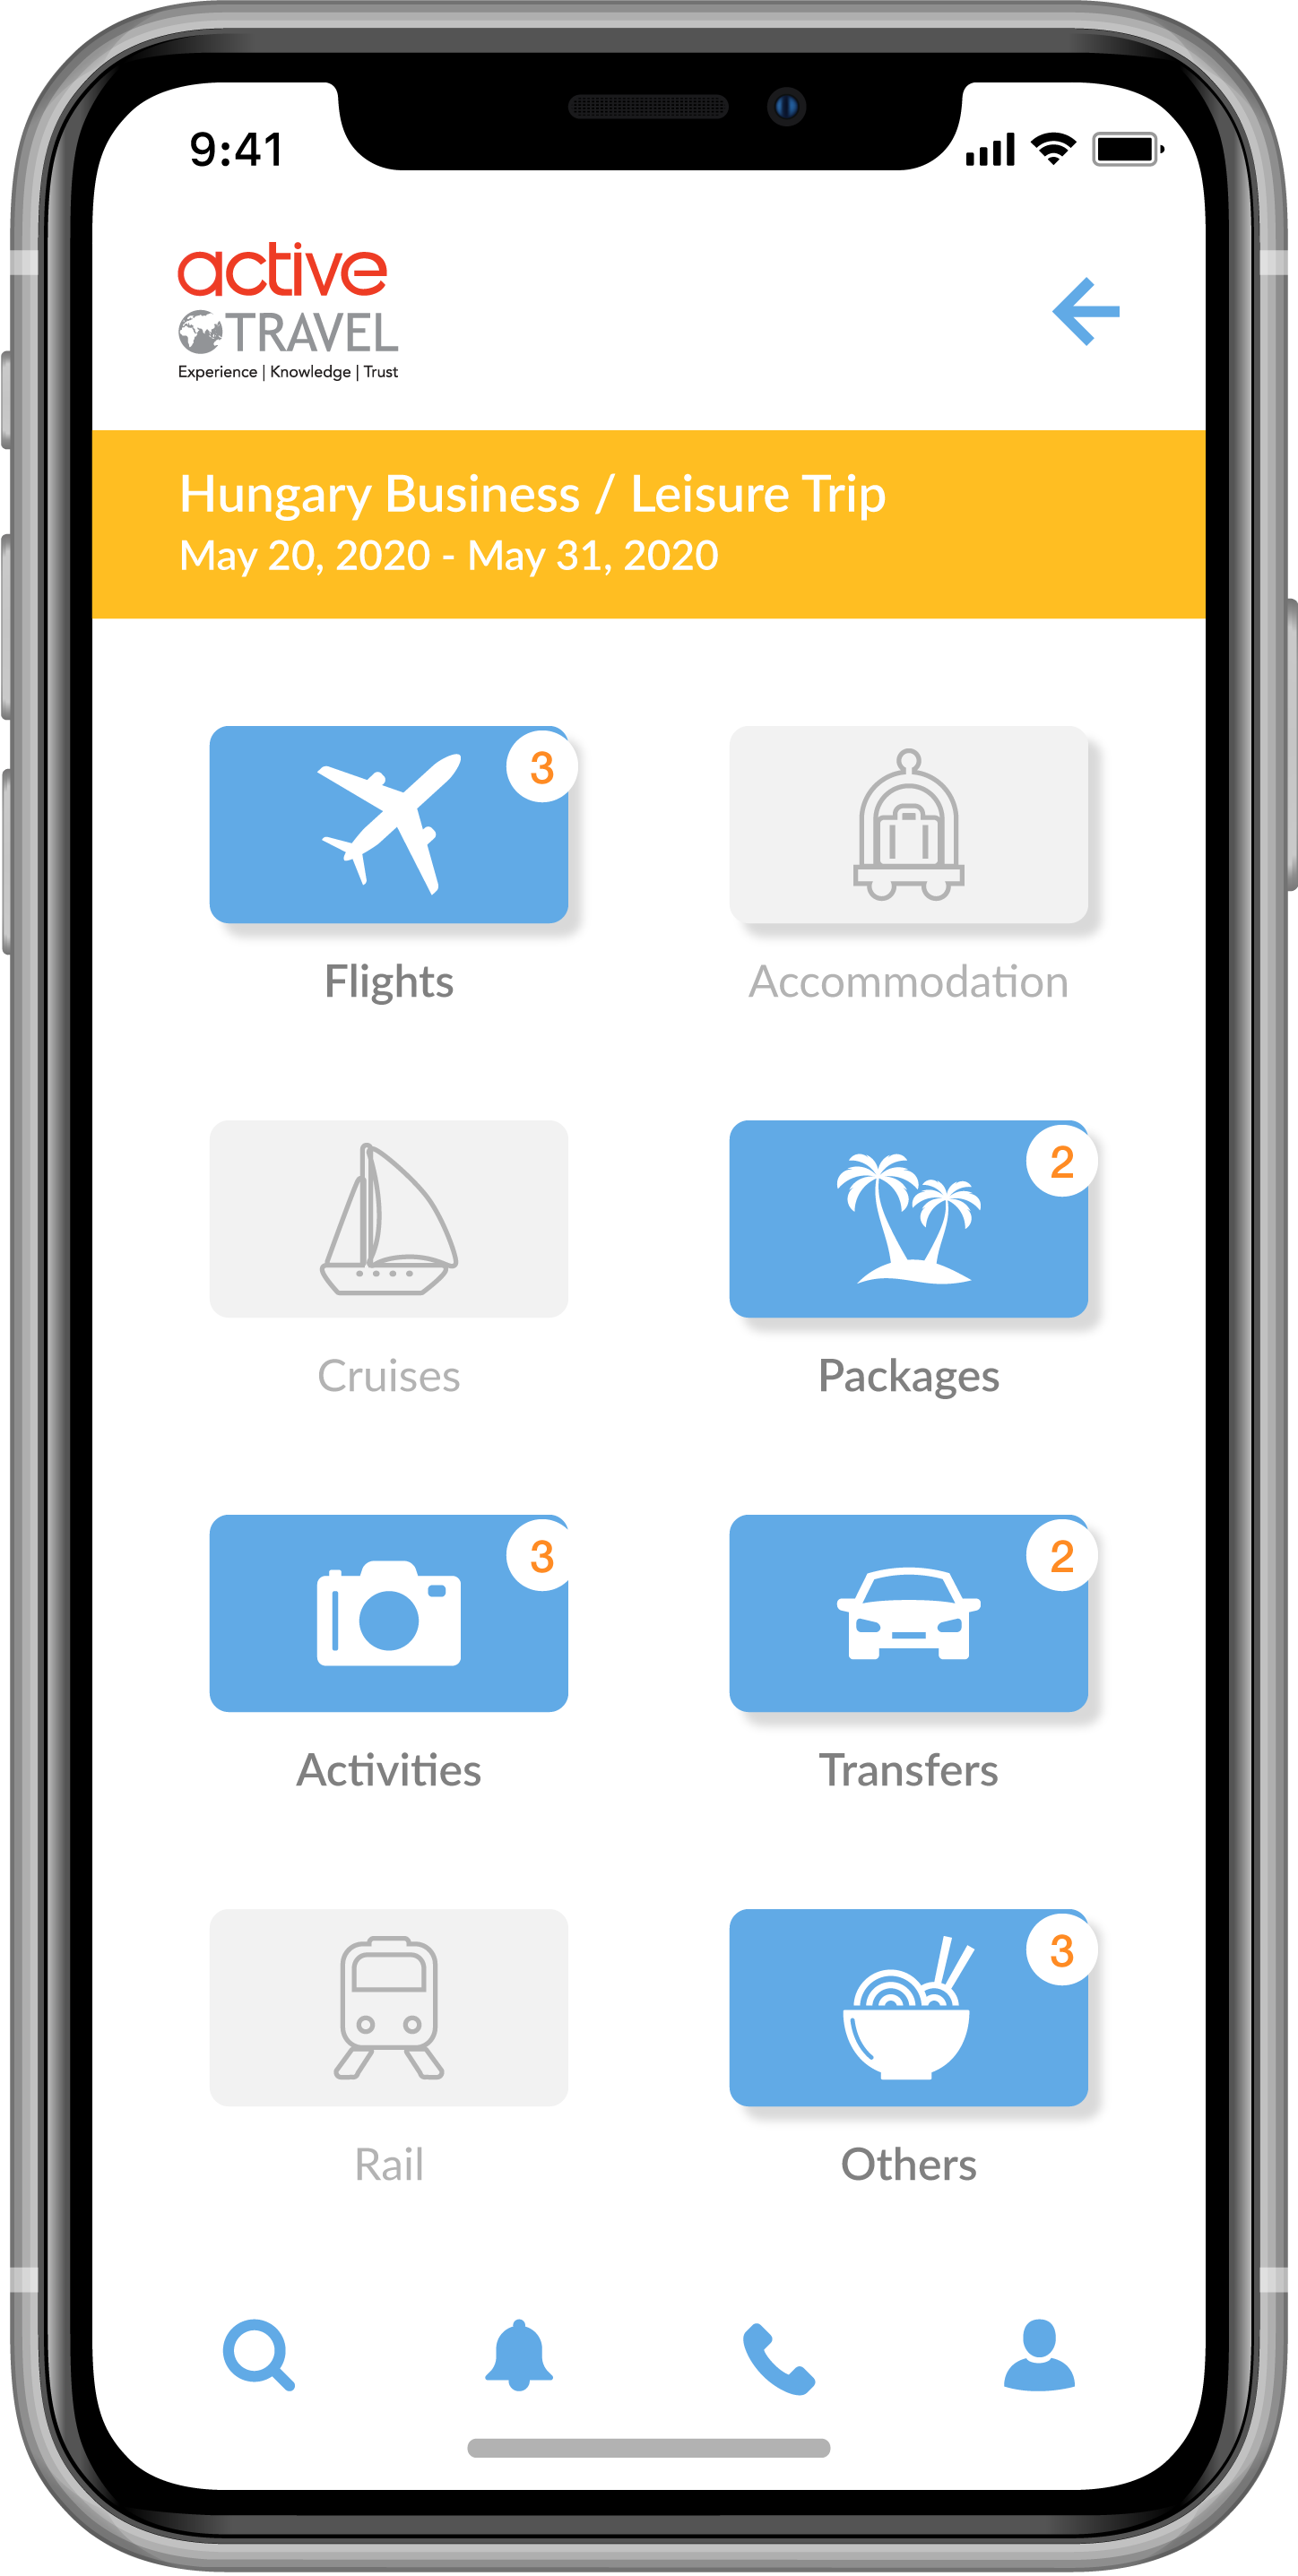 9:41
active
TRAVEL
Experience | Knowledge | Trust
Hungary Business / Leisure Trip
May 20, 2020 - May 31, 2020
3
Flights
Accommodation
Cruises
2
Packages
3
Activities
2
Transfers
Rail
3
Others